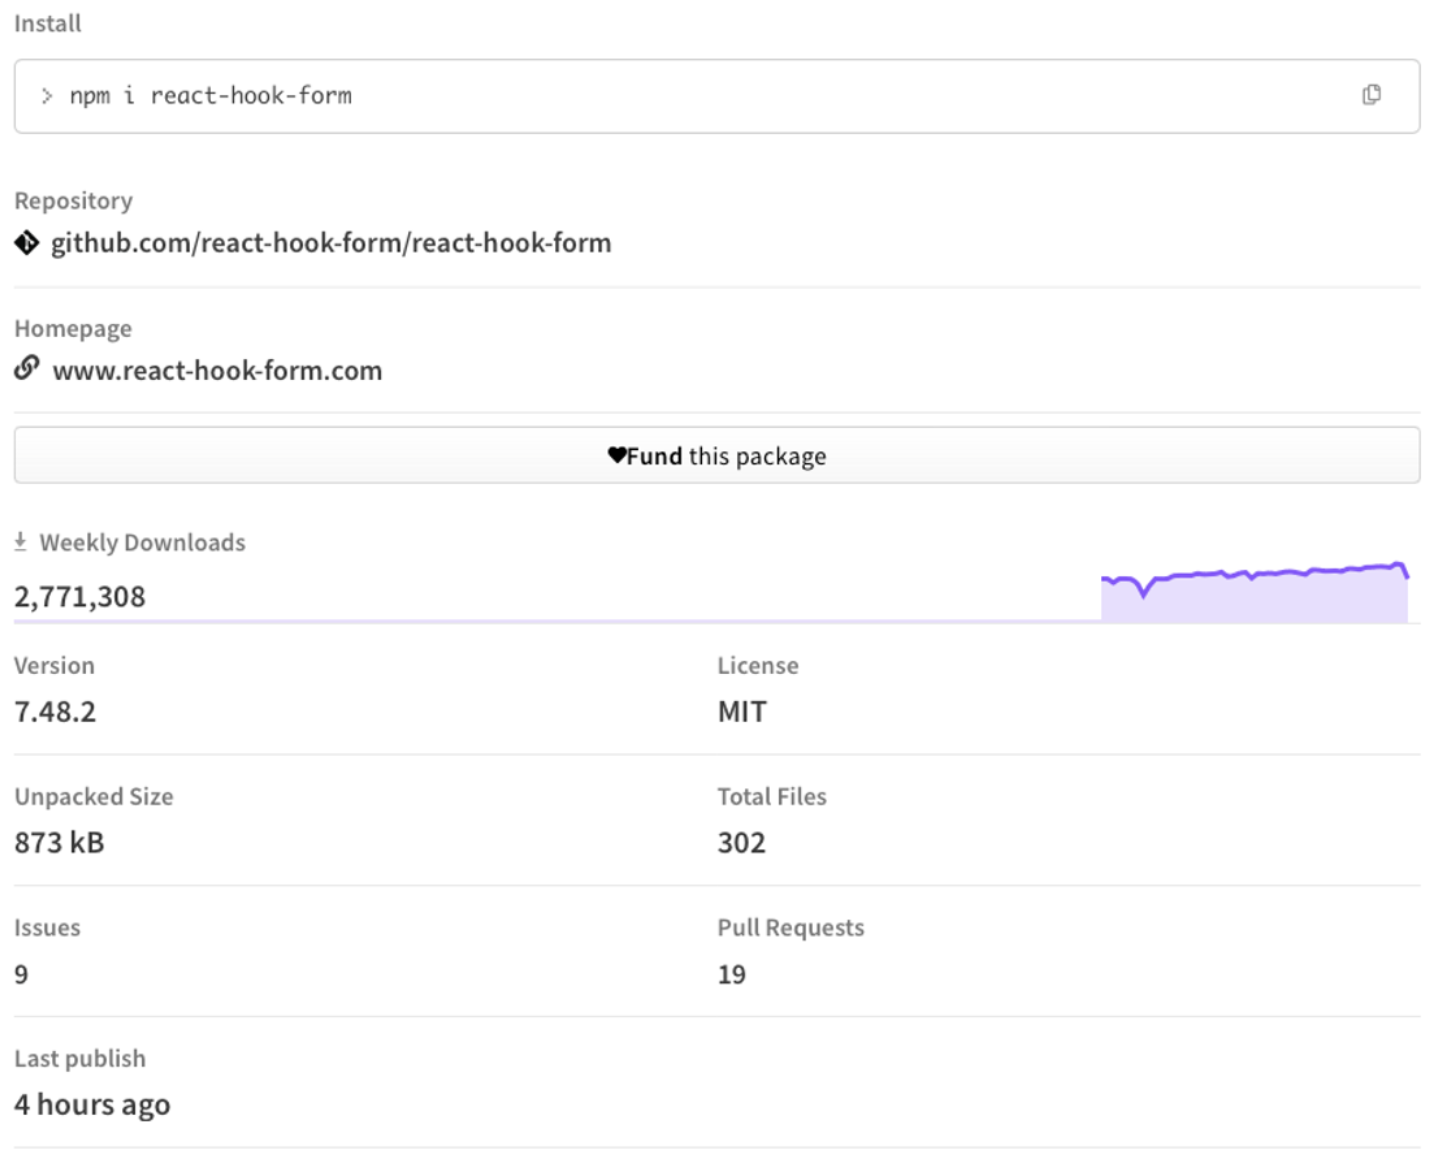 Install
> npm i react-hook-form
Repository
github.com/react-hook-form/react-hook-form
Homepage
www.react-hook-form.com
Fund this package
Weekly Downloads
2,771,308
Version
License
7.48.2
MIT
Unpacked Size
Total Files
873 kB
302
Issues
Pull Requests
9
19
Last publish
4 hours ago